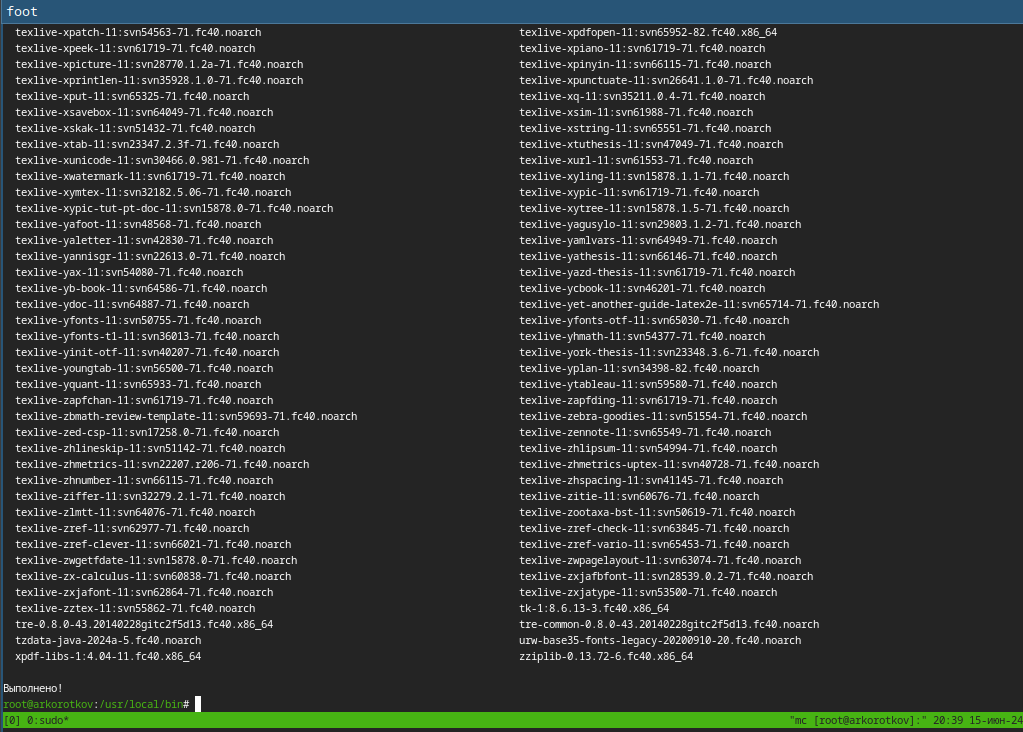 foot
texlive-xpatch-11:svn54563-71.fc40.noarch texlive-xpdfopen-11:svn65952-82.fc40.x86_64
texlive-xpeek-11:svn61719-71.fc40.noarch texlive-xpiano-11:svn61719-71.fc40.noarch
texlive-xpicture-11:svn28770.1.2a-71.fc40.noarch texlive-xpinyin-11:svn66115-71.fc40.noarch
texlive-xprintlen-11:svn35928.1.0-71.fc40.noarch texlive-xpunctuate-11:svn26641.1.0-71.fc40.noarch
texlive-xput-11:svn65325-71.fc40.noarch texlive-xq-11:svn35211.0.4-71.fc40.noarch
texlive-xsavebox-11:svn64049-71.fc40.noarch texlive-xsim-11:svn61988-71.fc40.noarch
texlive-xskak-11:svn51432-71.fc40.noarch texlive-xstring-11:svn65551-71.fc40.noarch
texlive-xtab-11:svn23347.2.3f-71.fc40.noarch texlive-xtuthesis-11:svn47049-71.fc40.noarch
texlive-xunicode-11:svn30466.0.981-71.fc40.noarch texlive-xurl-11:svn61553-71.fc40.noarch
texlive-xwatermark-11:svn61719-71.fc40.noarch texlive-xyling-11:svn15878.1.1-71.fc40.noarch
texlive-xymtex-11:svn32182.5.06-71.fc40.noarch texlive-xypic-11:svn61719-71.fc40.noarch
texlive-xypic-tut-pt-doc-11:svn15878.0-71.fc40.noarch texlive-xytree-11:svn15878.1.5-71.fc40.noarch
texlive-yafoot-11:svn48568-71.fc40.noarch texlive-yagusylo-11:svn29803.1.2-71.fc40.noarch
texlive-yaletter-11:svn42830-71.fc40.noarch texlive-yamlvars-11:svn64949-71.fc40.noarch
texlive-yannisgr-11:svn22613.0-71.fc40.noarch texlive-yathesis-11:svn66146-71.fc40.noarch
texlive-yax-11:svn54080-71.fc40.noarch texlive-yazd-thesis-11:svn61719-71.fc40.noarch
texlive-yb-book-11:svn64586-71.fc40.noarch texlive-ycbook-11:svn46201-71.fc40.noarch
texlive-ydoc-11:svn64887-71.fc40.noarch texlive-yet-another-guide-latex2e-11:svn65714-71.fc40.noarch
texlive-yfonts-11:svn50755-71.fc40.noarch texlive-yfonts-otf-11:svn65030-71.fc40.noarch
texlive-yfonts-t1-11:svn36013-71.fc40.noarch texlive-yhmath-11:svn54377-71.fc40.noarch
texlive-yinit-otf-11:svn40207-71.fc40.noarch texlive-york-thesis-11:svn23348.3.6-71.fc40.noarch
texlive-youngtab-11:svn56500-71.fc40.noarch texlive-yplan-11:svn34398-82.fc40.noarch
texlive-yquant-11:svn65933-71.fc40.noarch texlive-ytableau-11:svn59580-71.fc40.noarch
texlive-zapfchan-11:svn61719-71.fc40.noarch texlive-zapfding-11:svn61719-71.fc40.noarch
texlive-zbmath-review-template-11:svn59693-71.fc40.noarch texlive-zebra-goodies-11:svn51554-71.fc40.noarch
texlive-zed-csp-11:svn17258.0-71.fc40.noarch texlive-zennote-11:svn65549-71.fc40.noarch
texlive-zhlineskip-11:svn51142-71.fc40.noarch texlive-zhlipsum-11:svn54994-71.fc40.noarch
texlive-zhmetrics-11:svn22207.r206-71.fc40.noarch texlive-zhmetrics-uptex-11:svn40728-71.fc40.noarch
texlive-zhnumber-11:svn66115-71.fc40.noarch texlive-zhspacing-11:svn41145-71.fc40.noarch
texlive-ziffer-11:svn32279.2.1-71.fc40.noarch texlive-zitie-11:svn60676-71.fc40.noarch
texlive-zlmtt-11:svn64076-71.fc40.noarch texlive-zootaxa-bst-11:svn50619-71.fc40.noarch
texlive-zref-11:svn62977-71.fc40.noarch texlive-zref-check-11:svn63845-71.fc40.noarch
texlive-zref-clever-11:svn66021-71.fc40.noarch texlive-zref-vario-11:svn65453-71.fc40.noarch
texlive-zwgetfdate-11:svn15878.0-71.fc40.noarch texlive-zwpagelayout-11:svn63074-71.fc40.noarch
texlive-zx-calculus-11:svn60838-71.fc40.noarch texlive-zxjafbfont-11:svn28539.0.2-71.fc40.noarch
texlive-zxjafont-11:svn62864-71.fc40.noarch texlive-zxjatype-11:svn53500-71.fc40.noarch
texlive-zztex-11:svn55862-71.fc40.noarch tk-1:8.6.13-3.fc40.x86_64
tre-0.8.0-43.20140228gitc2f5d13.fc40.x86_64 tre-common-0.8.0-43.20140228gitc2f5d13.fc40.noarch
tzdata-java-2024a-5.fc40.noarch urw-base35-fonts-legacy-20200910-20.fc40.noarch
xpdf-libs-1:4.04-11.fc40.x86_64 zziplib-0.13.72-6.fc40.x86_64
Выполнено!
root@arkorotkov:/usr/local/bin#
[0] 0:sudo* "mc [root@arkorotkov]:" 20:39 15-июн-24